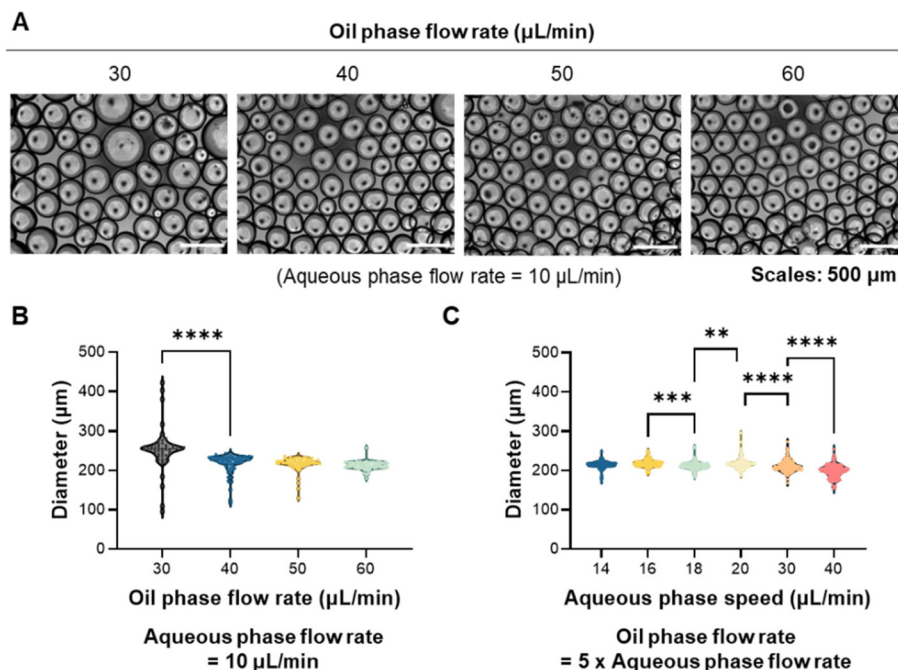 A
Oil phase flow rate (µL/min)
30 40 50 60
(Aqueous phase flow rate = 10 µL/min) Scales: 500 µm
B
****
500
400
300
200
100
0
Diameter (µm)
30 40 50 60
Oil phase flow rate (µL/min)
Aqueous phase flow rate
= 10 µL/min
C
**
****
****
***
500
400
300
200
100
0
Diameter (µm)
14 16 18 20 30 40
Aqueous phase speed (µL/min)
Oil phase flow rate
= 5 x Aqueous phase flow rate